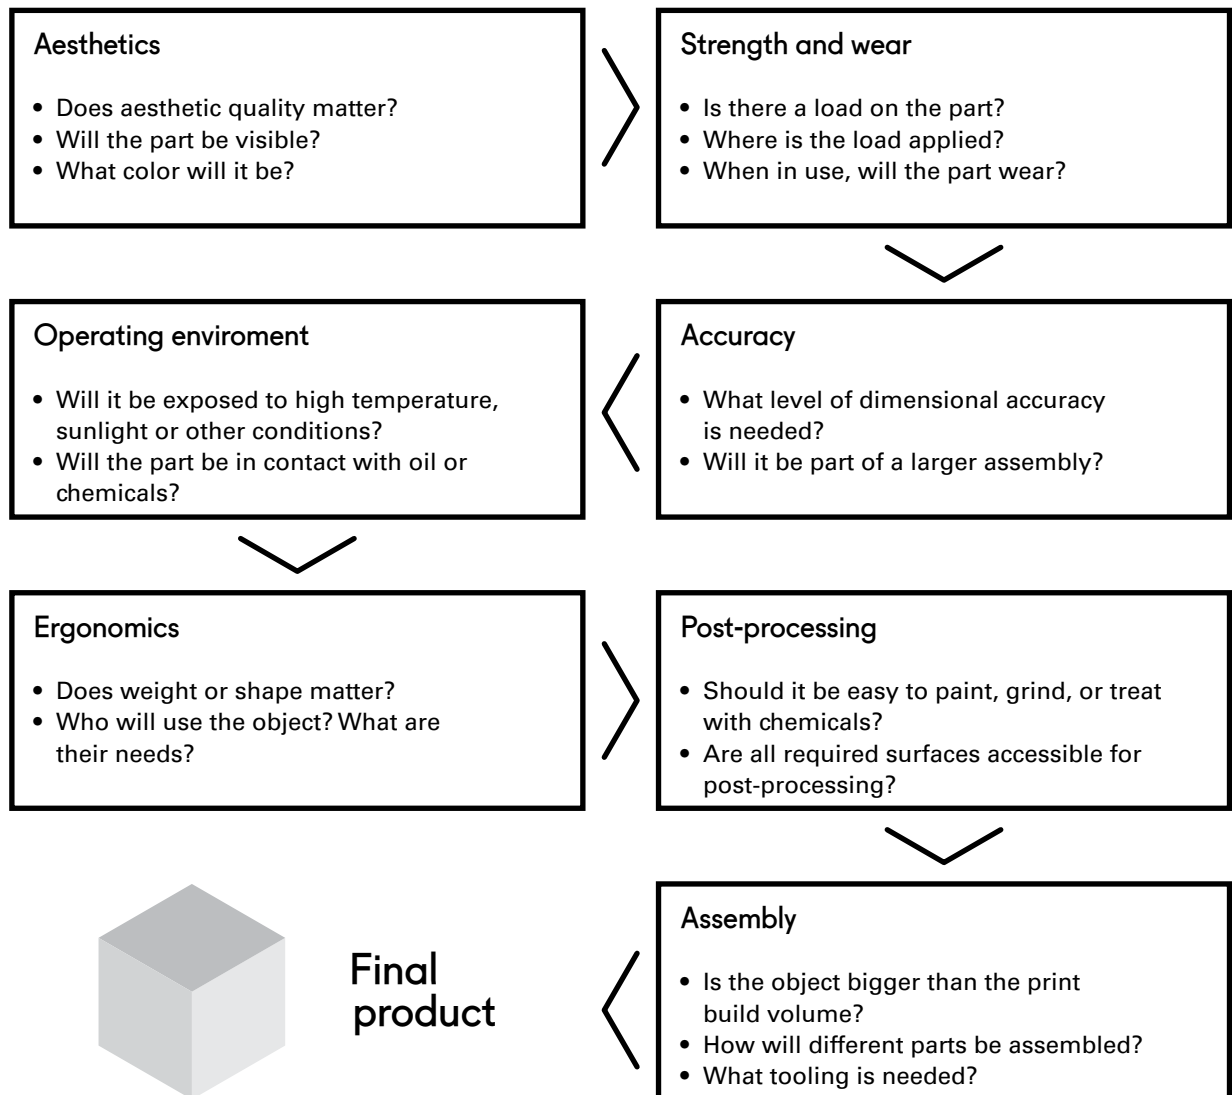 Aesthetics
• Does aesthetic quality matter?
• Will the part be visible?
• What color will it be?
Strength and wear
• Is there a load on the part?
• Where is the load applied?
• When in use, will the part wear?
Accuracy
• What level of dimensional accuracy
is needed?
• Will it be part of a larger assembly?
Operating enviroment
• Will it be exposed to high temperature,
sunlight or other conditions?
• Will the part be in contact with oil or
chemicals?
Ergonomics
• Does weight or shape matter?
• Who will use the object? What are
their needs?
Post-processing
• Should it be easy to paint, grind, or treat
with chemicals?
• Are all required surfaces accessible for
post-processing?
Assembly
• Is the object bigger than the print
build volume?
• How will different parts be assembled?
• What tooling is needed?
Final
product